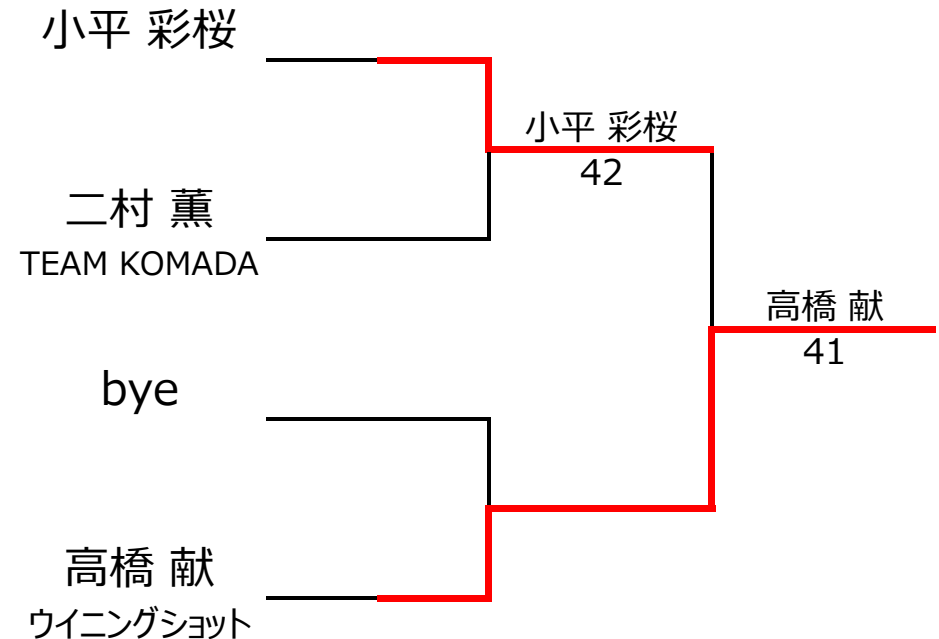 小平 彩桜
小平 彩桜
42
二村 薫
TEAM KOMADA
高橋 献
41
bye
高橋 献
ウイニングショット